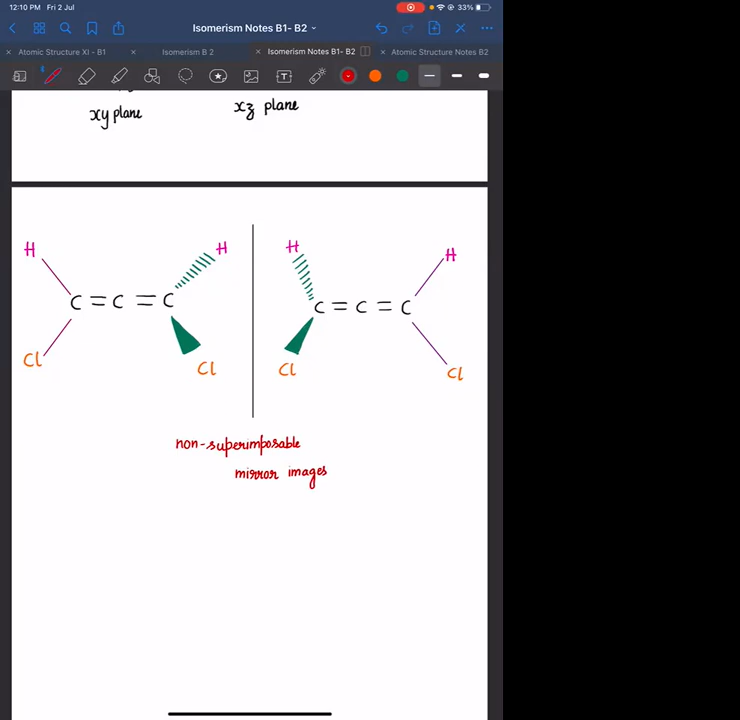 12:10 PM Fri 2 Jul
33%
Isomerism Notes B1- B2
Atomic Structure XI - B1
Isomerism B 2
Isomerism Notes B1- B2
Atomic Structure Notes B2
xy plane
xz plane
H H H H
C = C = C C = C = C
Cl Cl Cl Cl
non-superimposable
mirror images